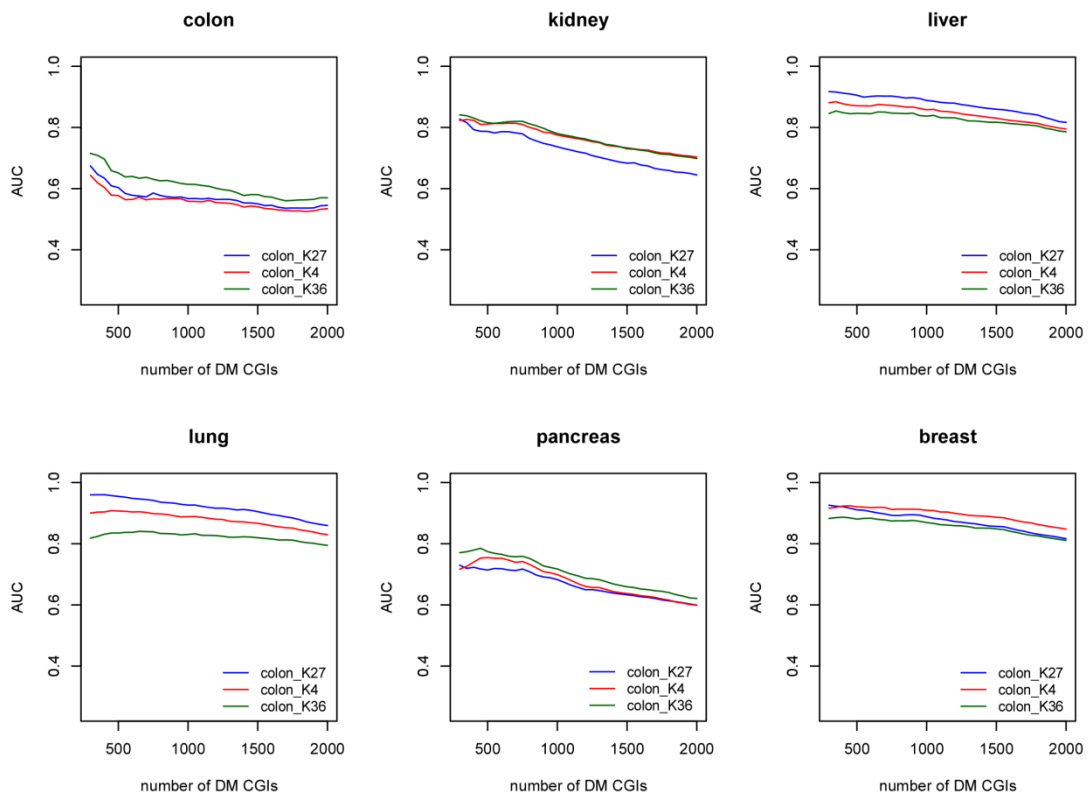 colon
kidney
liver
AUC
1.0
0.8
0.6
0.4
colon_K27
colon_K4
colon_K36
500 1000 1500 2000
number of DM CGIs
AUC
1.0
0.8
0.6
0.4
colon_K27
colon_K4
colon_K36
500 1000 1500 2000
number of DM CGIs
AUC
1.0
0.8
0.6
0.4
colon_K27
colon_K4
colon_K36
500 1000 1500 2000
number of DM CGIs
lung
pancreas
breast
AUC
1.0
0.8
0.6
0.4
colon_K27
colon_K4
colon_K36
500 1000 1500 2000
number of DM CGIs
AUC
1.0
0.8
0.6
0.4
colon_K27
colon_K4
colon_K36
500 1000 1500 2000
number of DM CGIs
AUC
1.0
0.8
0.6
0.4
colon_K27
colon_K4
colon_K36
500 1000 1500 2000
number of DM CGIs